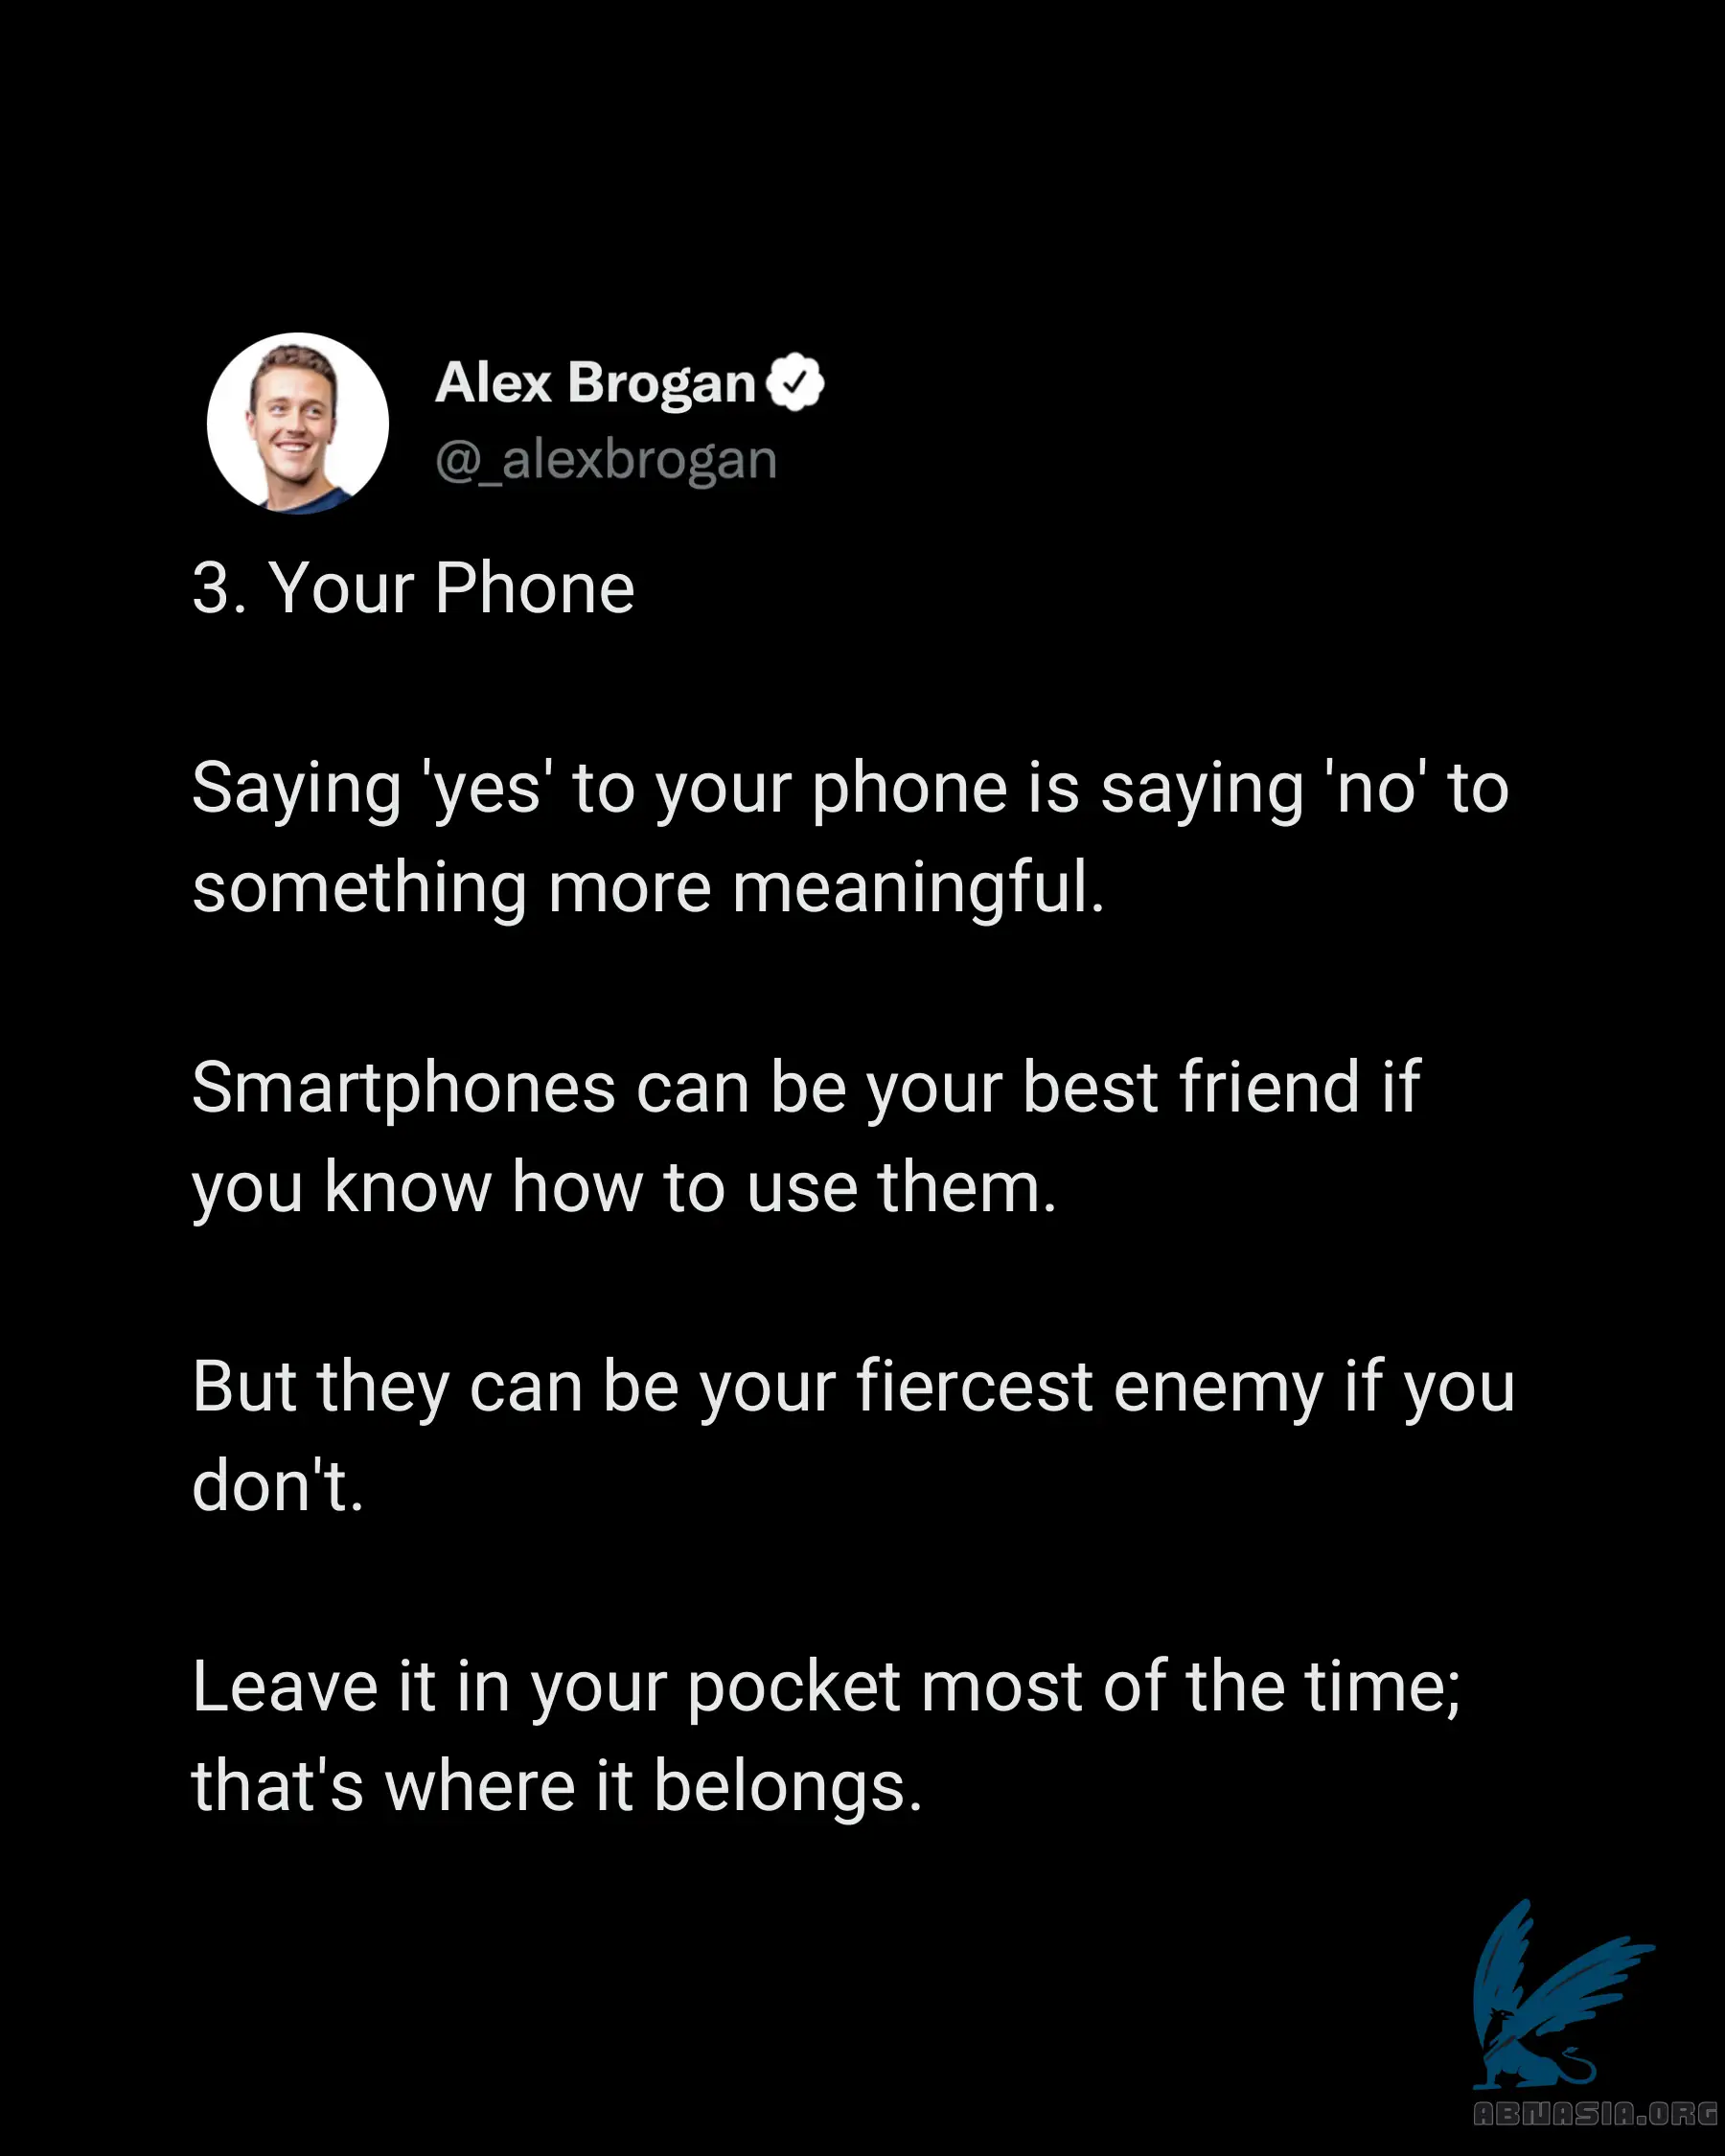 Alex Brogan
@_alexbrogan
3. Your Phone
Saying 'yes' to your phone is saying 'no' to
something more meaningful.
Smartphones can be your best friend if
you know how to use them.
But they can be your fiercest enemy if you
don't.
Leave it in your pocket most of the time;
that's where it belongs.
ABNASIA.ORG